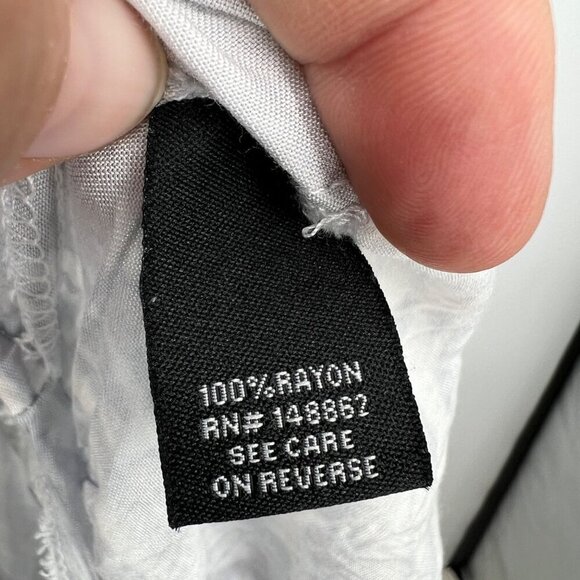 100%RAYON
RN# 148862
SEE CARE
ON REVERSE